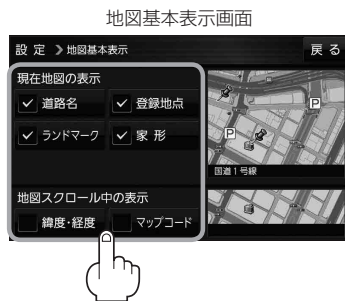 地図基本表示画面
設 定 地図基本表示
戻 る
現在地図の表示
道路名 登録地点
ランドマーク 家 形
P
P
国道1号線
地図スクロール中の表示
緯度・経度 マップコード